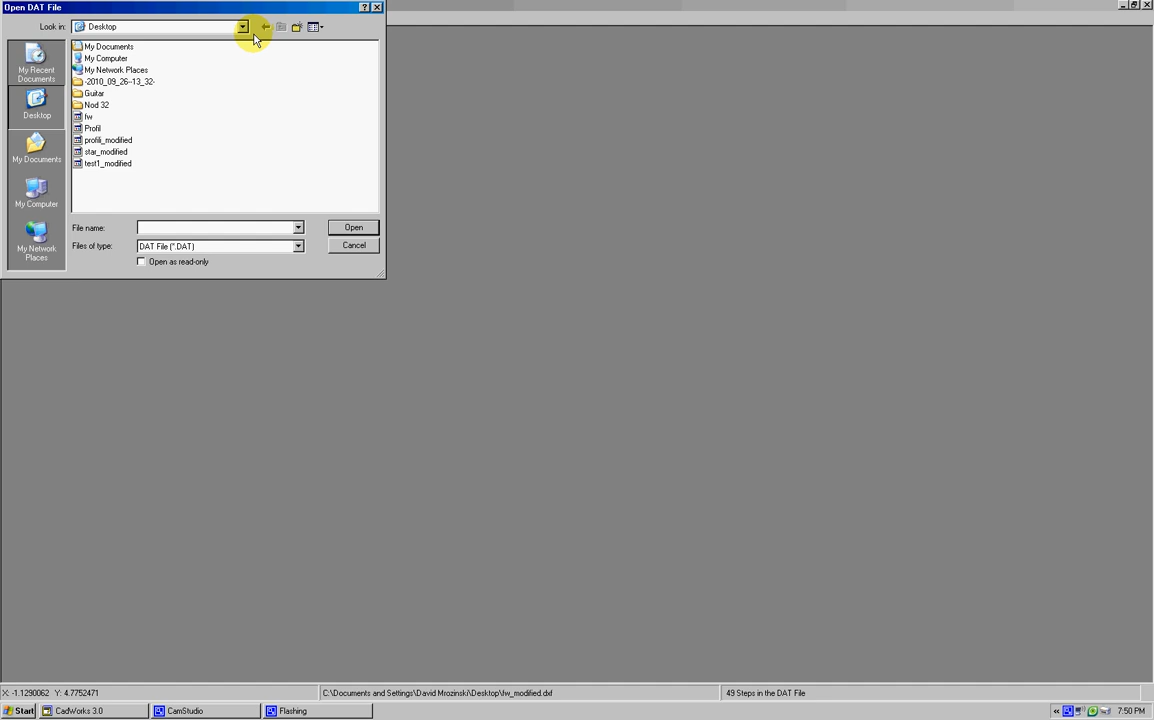 Open DAT File
Look in:
Desktop
My Recent
Documents
Desktop
My Documents
My Computer
My Network
Places
My Documents
My Computer
My Network Places
-2010_09_26--13_32-
Guitar
Nod 32
fw
Profil
profili_modified
star_modified
test1_modified
File name:
Open
Files of type:
DAT File (*.DAT)
Cancel
Open as read-only
X: -1.1290062 Y: 4.7752471
C:\Documents and Settings\David Mrozinski\Desktop\fw_modified.dxf
49 Steps in the DAT File
Start
CadWorks 3.0
CamStudio
Flashing
7:50 PM